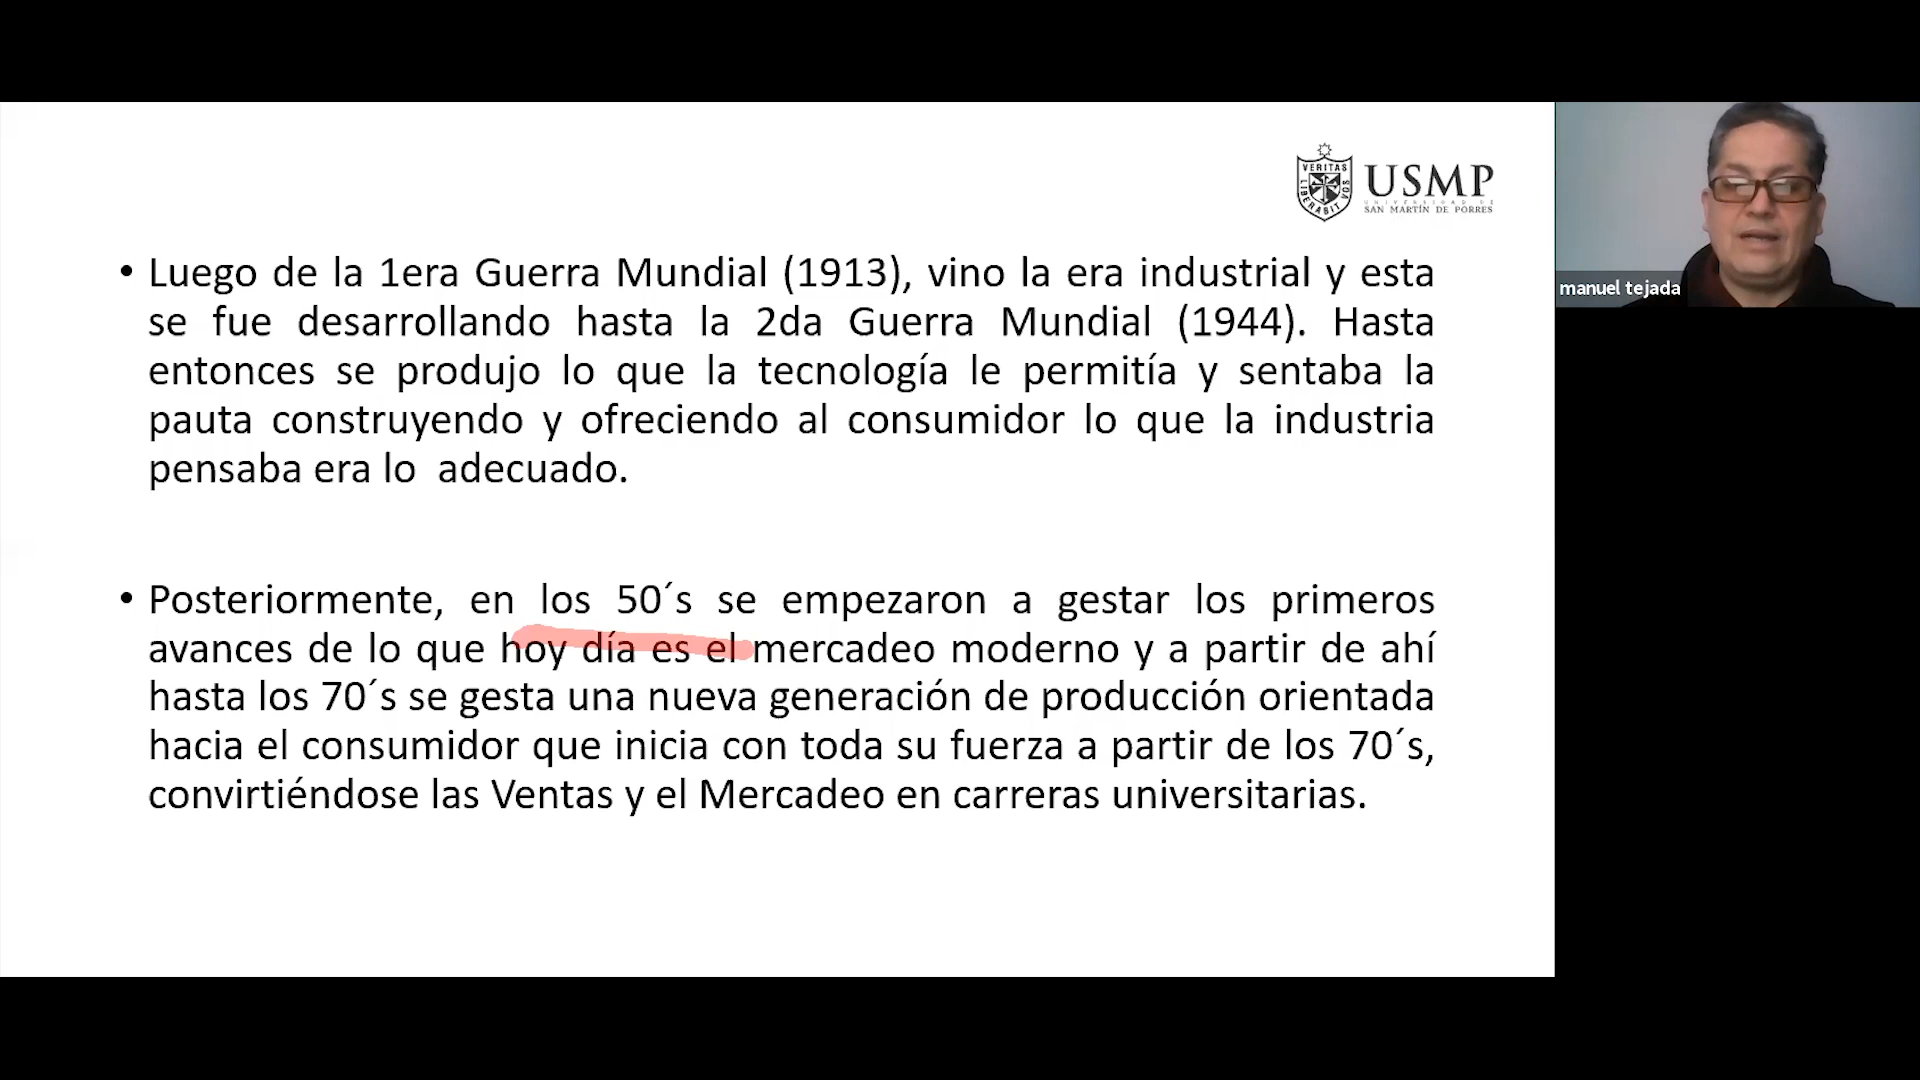 VERITAS
LIBERABIT VOS
USMP
UNIVERSIDAD DE
SAN MARTÍN DE PORRES
• Luego de la 1era Guerra Mundial (1913), vino la era industrial y esta
se fue desarrollando hasta la 2da Guerra Mundial (1944). Hasta
entonces se produjo lo que la tecnología le permitía y sentaba la
pauta construyendo y ofreciendo al consumidor lo que la industria
pensaba era lo adecuado.
• Posteriormente, en los 50´s se empezaron a gestar los primeros
avances de lo que hoy día es el mercadeo moderno y a partir de ahí
hasta los 70´s se gesta una nueva generación de producción orientada
hacia el consumidor que inicia con toda su fuerza a partir de los 70´s,
convirtiéndose las Ventas y el Mercadeo en carreras universitarias.
manuel tejada